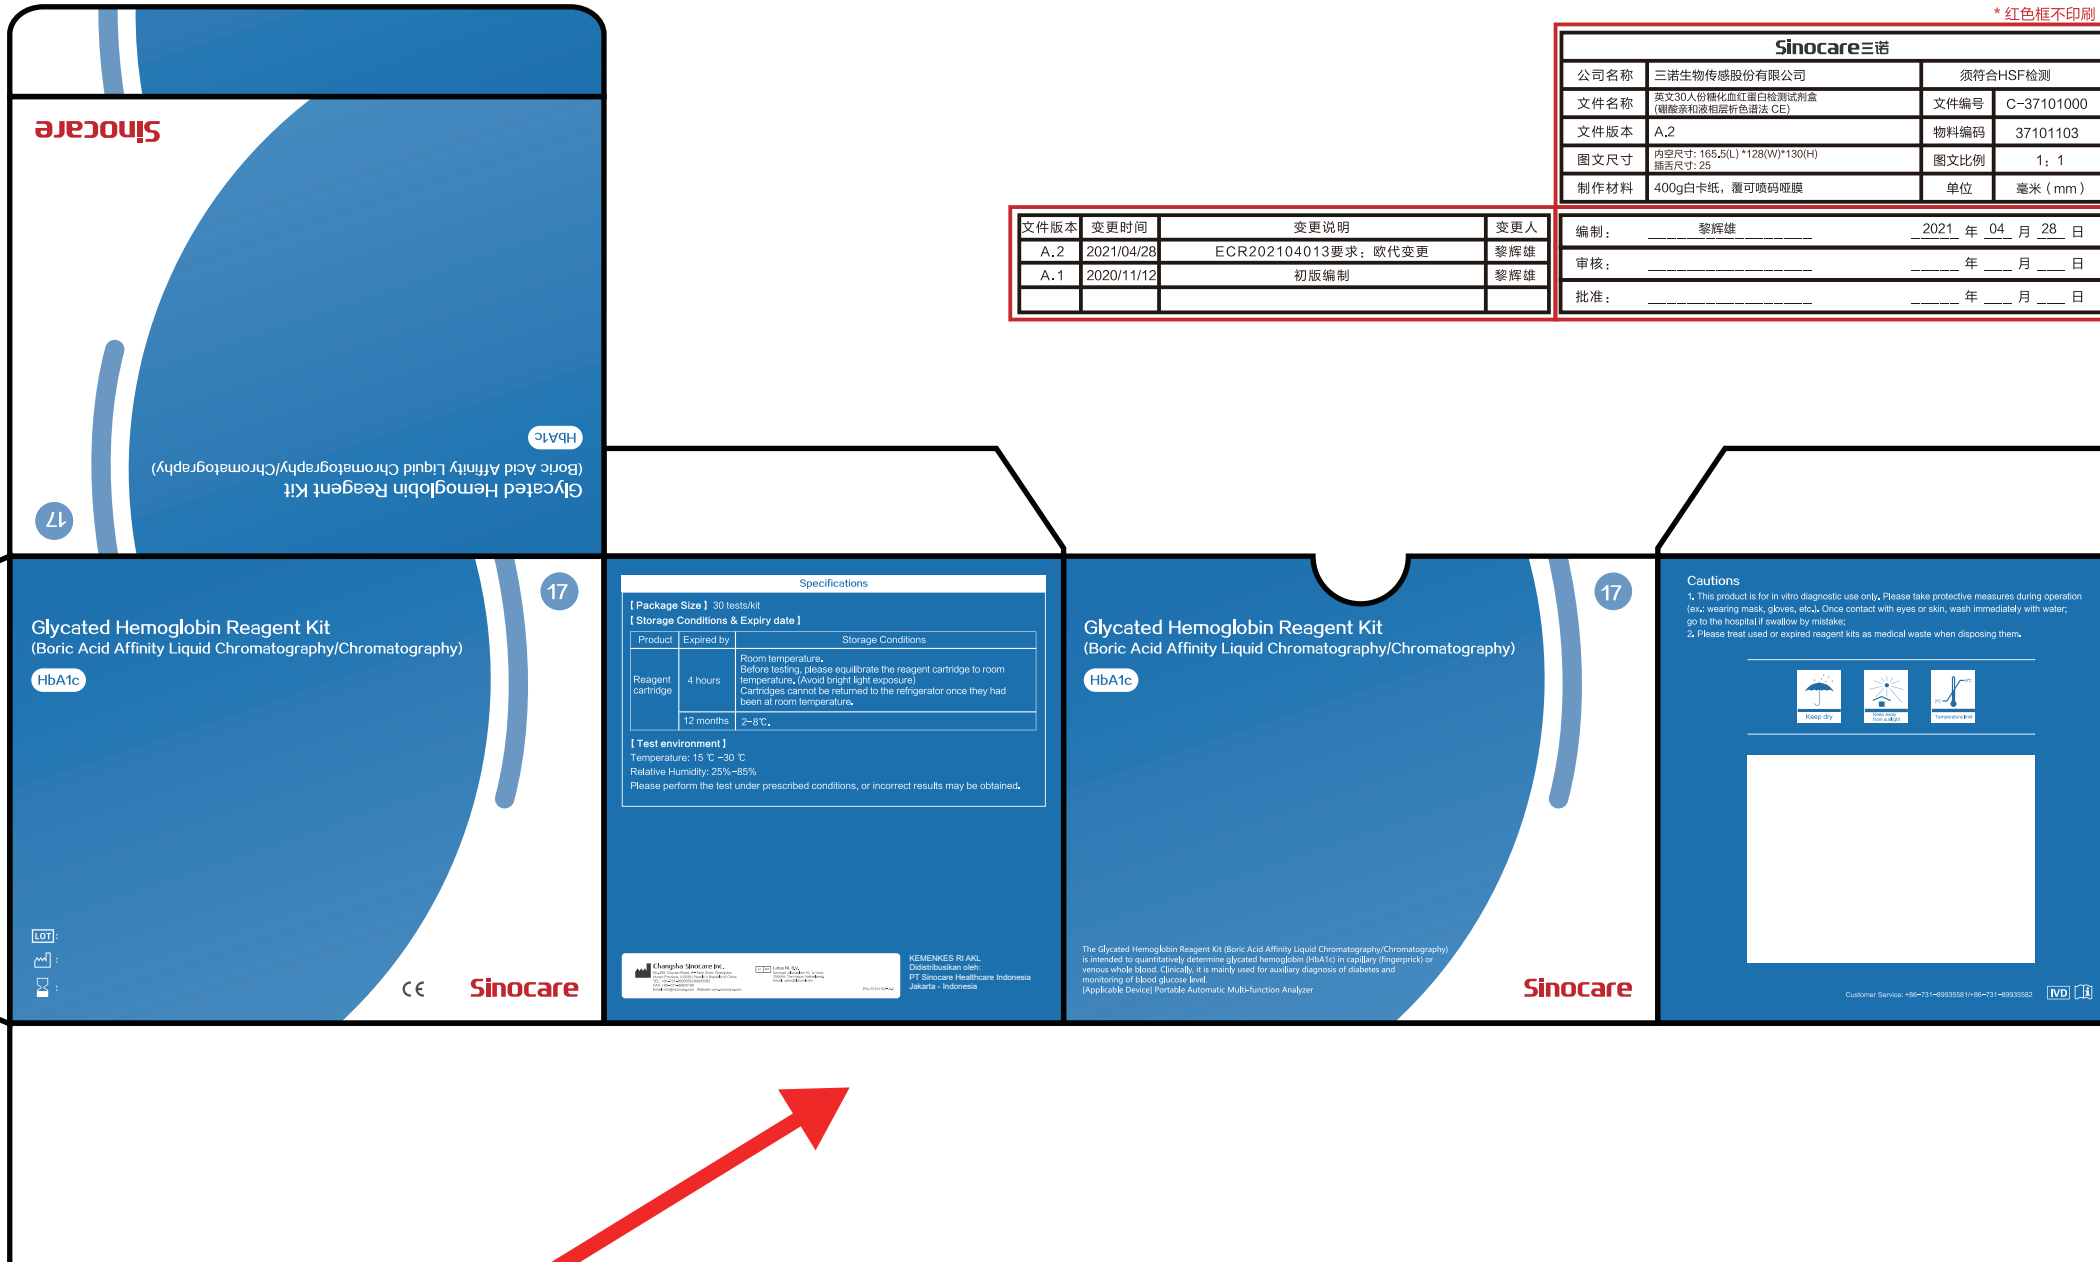 * 红色框不印刷
Sinocare三诺
公司名称 三诺生物传感股份有限公司 须符合HSF检测
文件名称 英文30人份糖化血红蛋白检测试剂盒
(硼酸亲和液相层析色谱法 CE) 文件编号 C-37101000
文件版本 A.2 物料编码 37101103
图文尺寸 内空尺寸: 165.5(L) *128(W)*130(H)
插舌尺寸: 25 图文比例 1：1
制作材料 400g白卡纸，覆可喷码哑膜 单位 毫米（mm）
文件版本 变更时间 变更说明 变更人
A.2 2021/04/28 ECR202104013要求：欧代变更 黎辉雄
A.1 2020/11/12 初版编制 黎辉雄
编制： 黎辉雄 2021 年 04 月 28 日
审核： 年 月 日
批准： 年 月 日
Sinocare
HbA1c
(Boric Acid Affinity Liquid Chromatography/Chromatography)
Glycated Hemoglobin Reagent Kit
17
17
Glycated Hemoglobin Reagent Kit
(Boric Acid Affinity Liquid Chromatography/Chromatography)
HbA1c
LOT :
:
:
CE
Sinocare
Specifications
【Package Size】30 tests/kit
【Storage Conditions & Expiry date】
Product Expired by Storage Conditions
Reagent cartridge 4 hours Room temperature.
Before testing, please equilibrate the reagent cartridge to room
temperature. (Avoid bright light exposure)
Cartridges cannot be returned to the refrigerator once they had
been at room temperature.
12 months 2-8℃.
【Test environment】
Temperature: 15 ℃ -30 ℃
Relative Humidity: 25%-85%
Please perform the test under prescribed conditions, or incorrect results may be obtained.
Changsha Sinocare Inc.
KEMENKES RI AKL
Didistribusikan oleh:
PT Sinocare Healthcare Indonesia
Jakarta - Indonesia
17
Glycated Hemoglobin Reagent Kit
(Boric Acid Affinity Liquid Chromatography/Chromatography)
HbA1c
The Glycated Hemoglobin Reagent Kit (Boric Acid Affinity Liquid Chromatography/Chromatography)
is intended to quantitatively determine glycated hemoglobin (HbA1c) in capillary (fingerprick) or
venous whole blood. Clinically, it is mainly used for auxiliary diagnosis of diabetes and
monitoring of blood glucose level.
[Applicable Device] Portable Automatic Multi-function Analyzer
Sinocare
Cautions
1. This product is for in vitro diagnostic use only. Please take protective measures during operation
(ex.: wearing mask, gloves, etc.). Once contact with eyes or skin, wash immediately with water;
go to the hospital if swallow by mistake;
2. Please treat used or expired reagent kits as medical waste when disposing them.
Keep dry
Keep away
from sunlight
Temperature limit
Customer Service: +86-731-89935581/+86-731-89935582
IVD